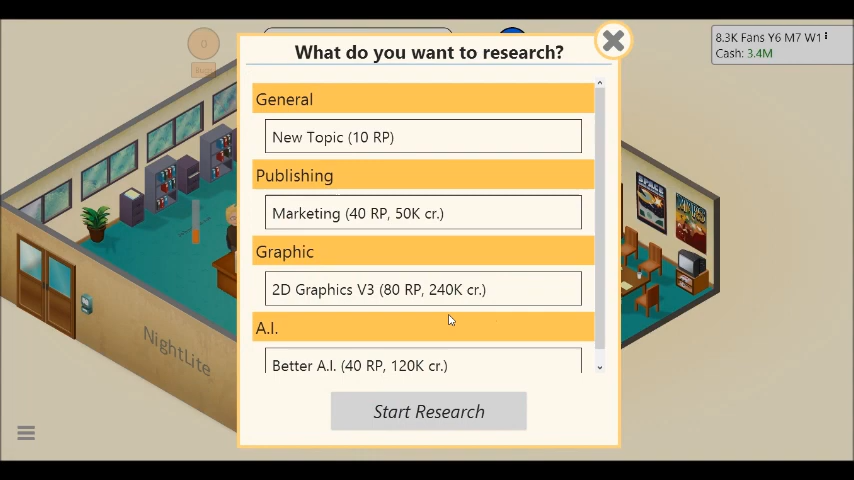 0
8.3K Fans Y6 M7 W1
Cash: 3.4M
What do you want to research?
General
New Topic (10 RP)
Publishing
Marketing (40 RP, 50K cr.)
Graphic
2D Graphics V3 (80 RP, 240K cr.)
A.I.
Better A.I. (40 RP, 120K cr.)
Start Research
NightLite
SPACE